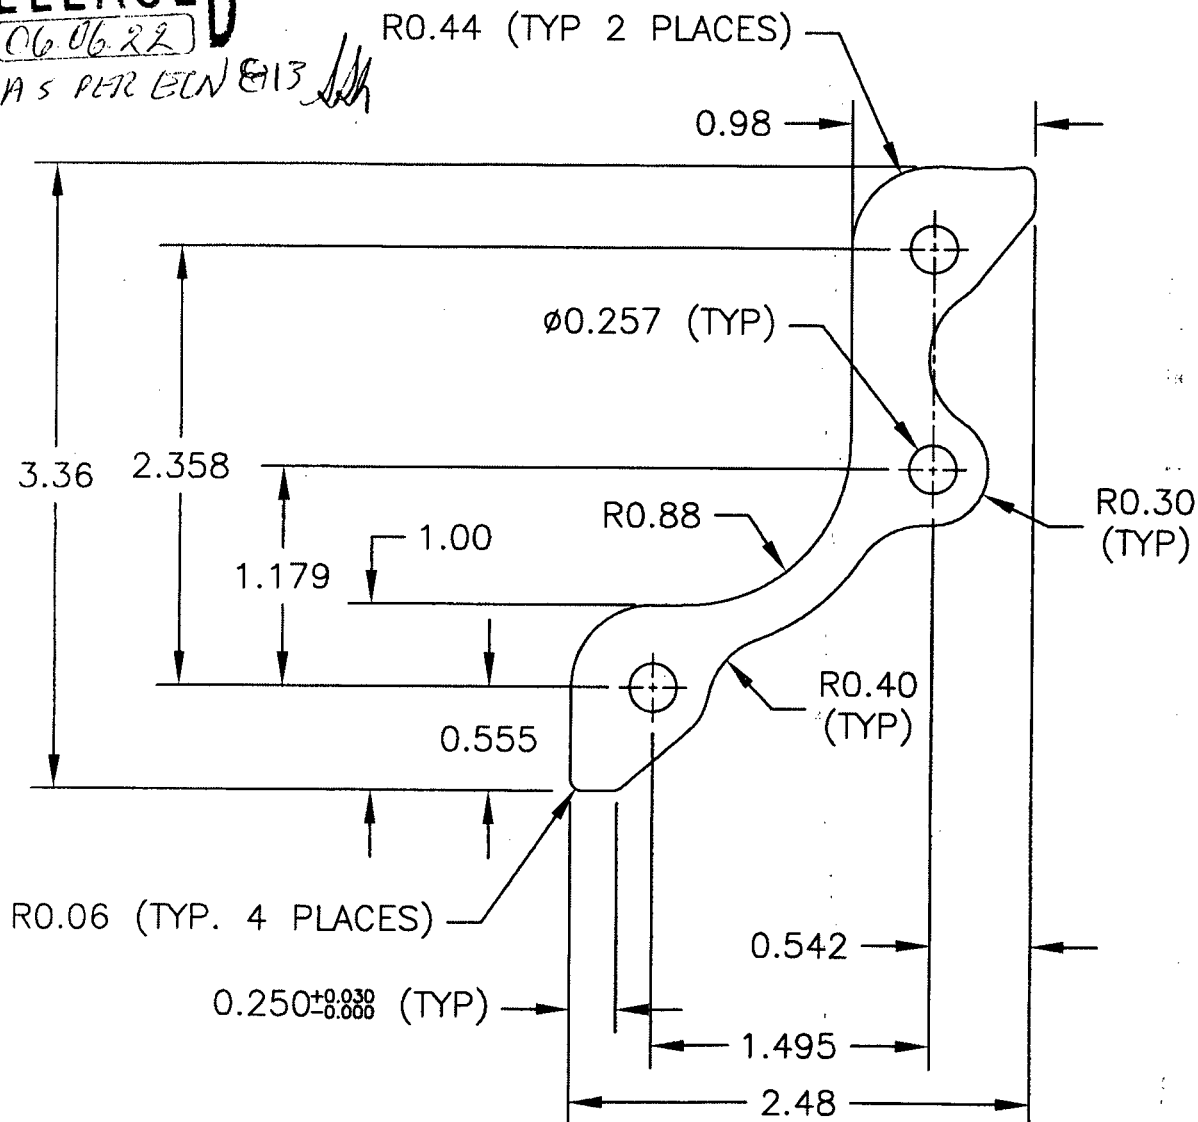 06.06.22
AS PER ECN
R0.44 (TYP 2 PLACES)
0.98
ø0.257 (TYP)
3.36
2.358
R0.30
(TYP)
R0.88
1.00
1.179
R0.40
(TYP)
0.555
R0.06 (TYP. 4 PLACES)
0.542
0.250 +0.030 -0.000 (TYP)
1.495
2.48